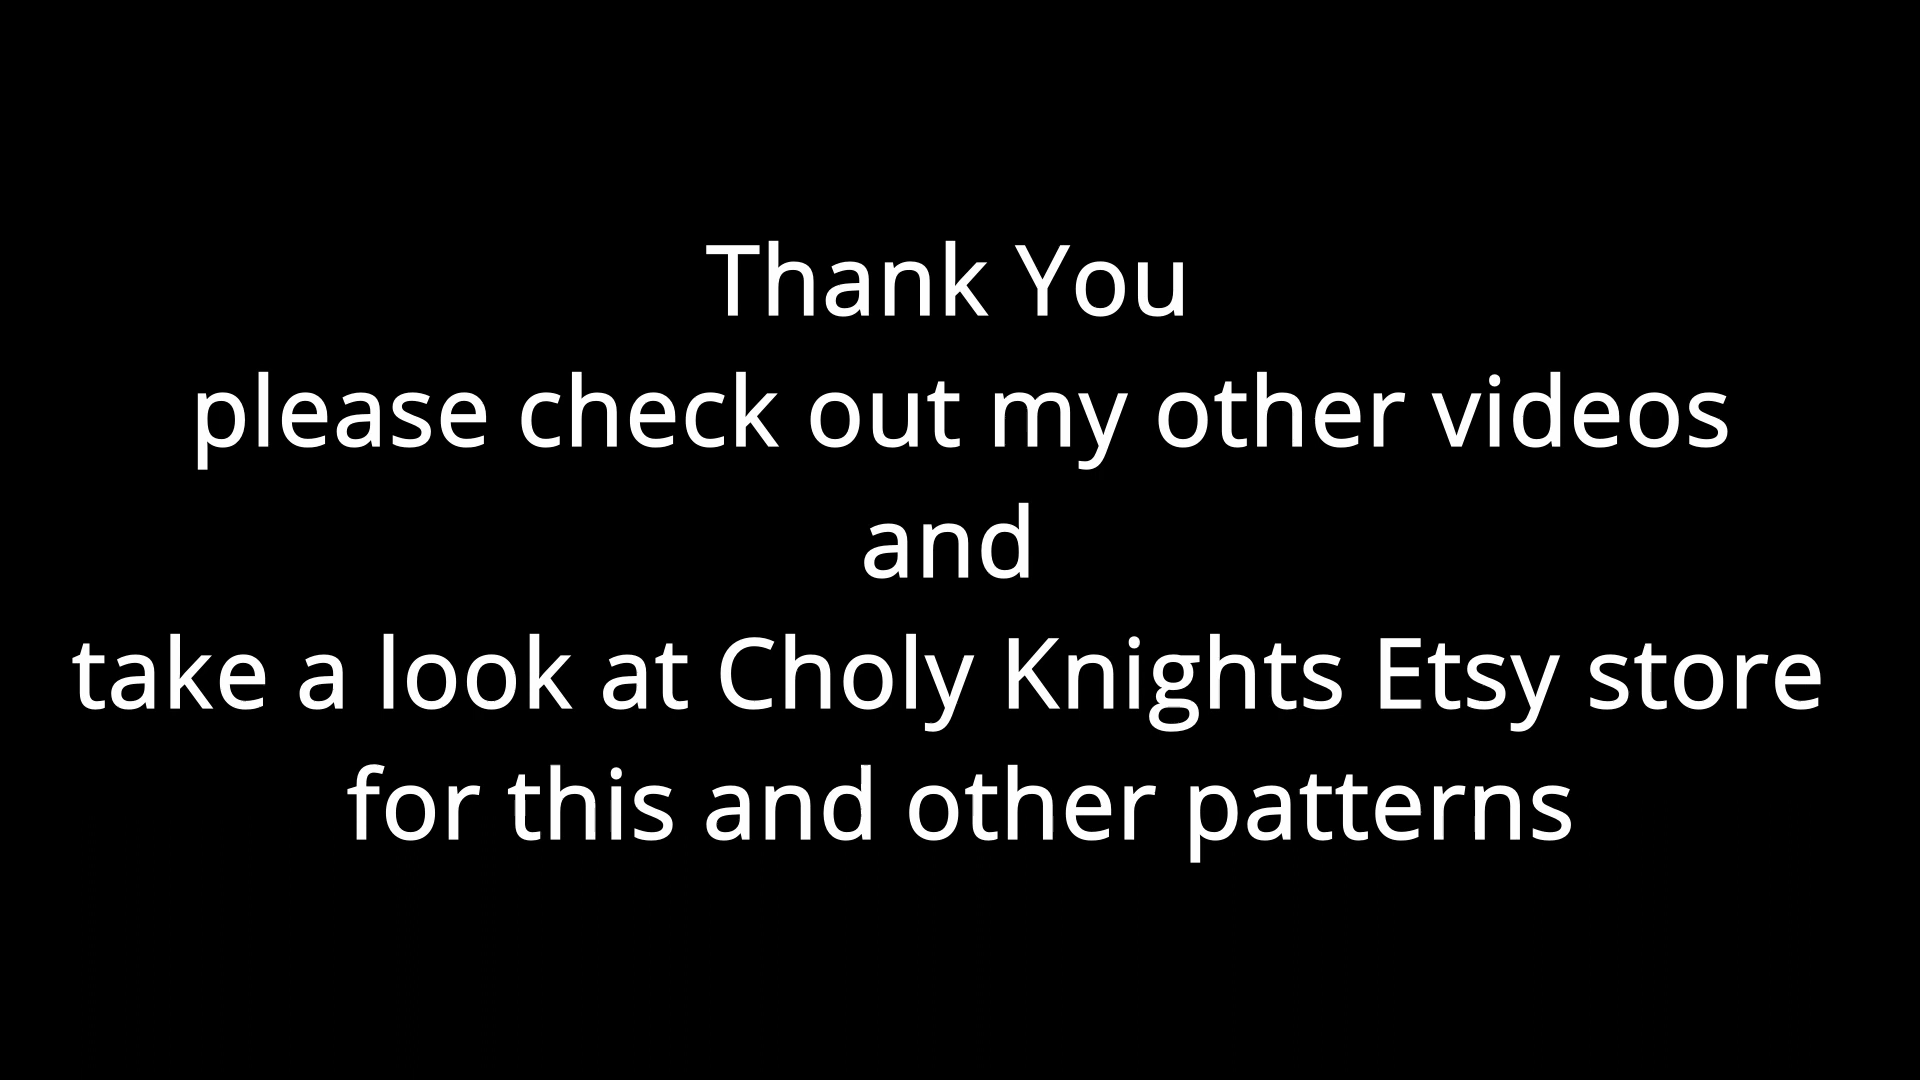 Thank You
please check out my other videos
and
take a look at Choly Knights Etsy store
for this and other patterns